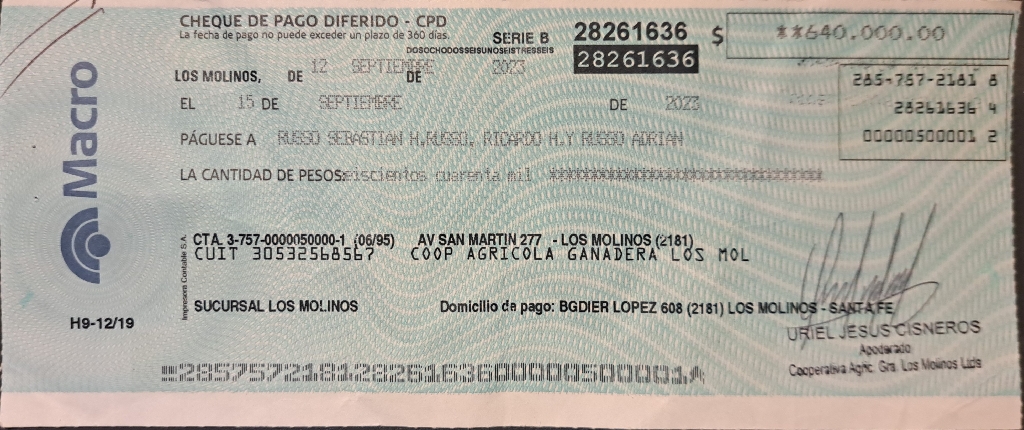 CHEQUE DE PAGO DIFERIDO - CPD
La fecha de pago no puede exceder un plazo de 360 días.
DOSOCHODOSSEISUNOSEISTRESSEIS
SERIE B
28261636
28261636
$ **640.000.00
285-757-2181 8
28261636 4
00000500001 2
LOS MOLINOS, DE 12 SEPTIEMBRE DE 2023
EL 15 DE SEPTIEMBRE DE 2023
PÁGUESE A RUSSO SEBASTIAN H,RUSSO, RICARDO H.Y RUSSO ADRIAN
LA CANTIDAD DE PESOS:eiscientos cuarenta mil ************************************
Macro
Impresora Contable S.A.
CTA. 3-757-0000050000-1 (06/95) AV SAN MARTIN 277 - LOS MOLINOS (2181)
CUIT 30532568567 COOP AGRICOLA GANADERA LOS MOL
SUCURSAL LOS MOLINOS
Domicilio de pago: BGDIER LOPEZ 608 (2181) LOS MOLINOS - SANTA FE
H9-12/19
URIEL JESUS CISNEROS
Apoderado
Cooperativa Agric. Gra. Los Molinos Ltda
285757218128261636000000500001